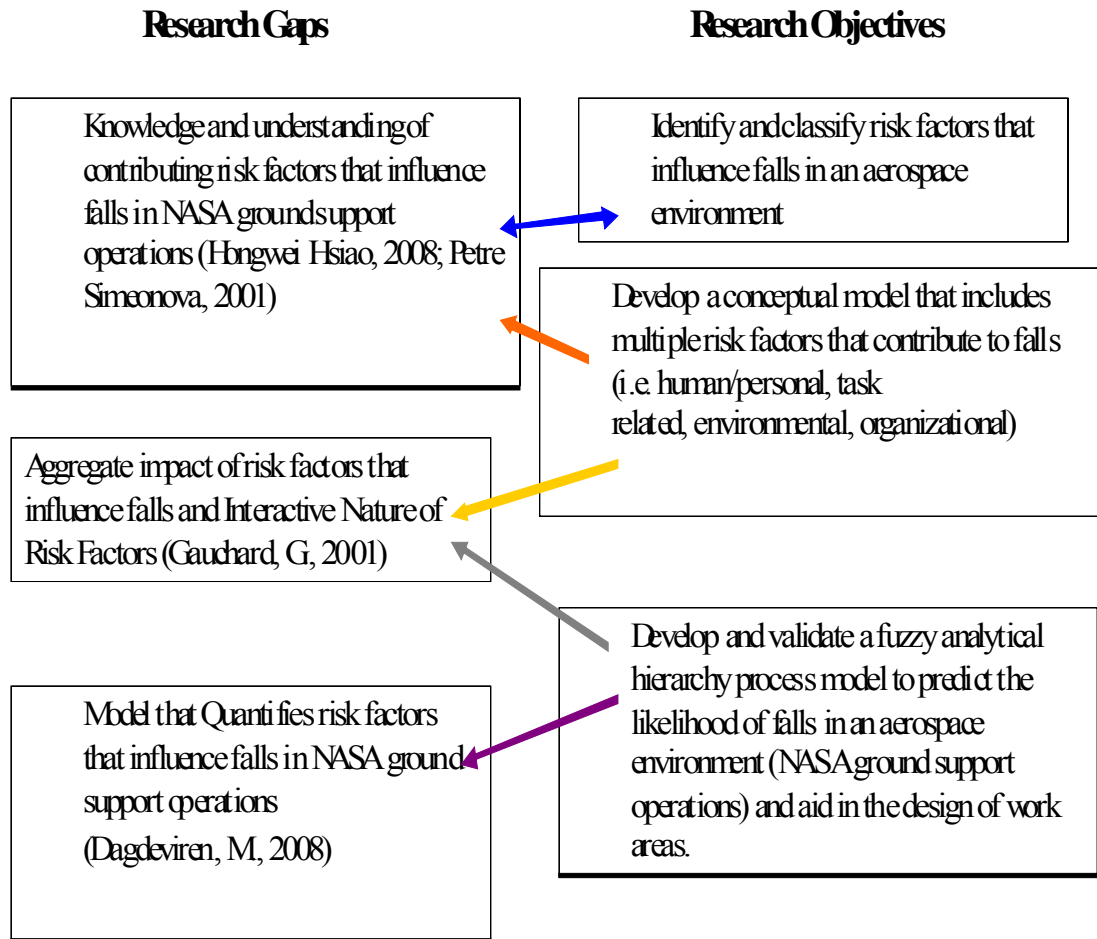 Research Gaps
Research Objectives
Knowledge and understanding of
contributing risk factors that influence
falls in NASA ground support
operations (Hongwei Hsiao, 2008; Petre
Simeonova, 2001)
Identify and classify risk factors that
influence falls in an aerospace
environment
Develop a conceptual model that includes
multiple risk factors that contribute to falls
(i.e. human/personal, task
related, environmental, organizational)
Aggregate impact of risk factors that
influence falls and Interactive Nature of
Risk Factors (Gauchard, G, 2001)
Develop and validate a fuzzy analytical
hierarchy process model to predict the
likelihood of falls in an aerospace
environment (NASA ground support
operations) and aid in the design of work
areas.
Model that Quantifies risk factors
that influence falls in NASA ground
support operations
(Dagdeviren, M, 2008)